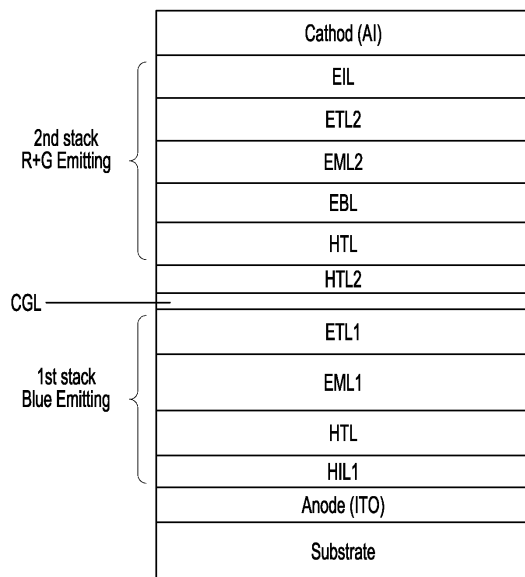 Cathod (Al)
EIL
ETL2
2nd stack
R+G Emitting
EML2
EBL
HTL
HTL2
CGL
ETL1
1st stack
Blue Emitting
EML1
HTL
HIL1
Anode (ITO)
Substrate